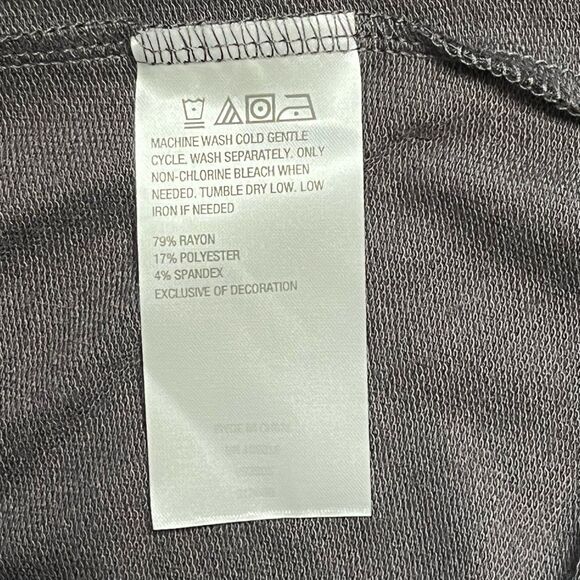 MACHINE WASH COLD GENTLE
CYCLE, WASH SEPARATELY. ONLY
NON-CHLORINE BLEACH WHEN
NEEDED. TUMBLE DRY LOW. LOW
IRON IF NEEDED
79% RAYON
17% POLYESTER
4% SPANDEX
EXCLUSIVE OF DECORATION